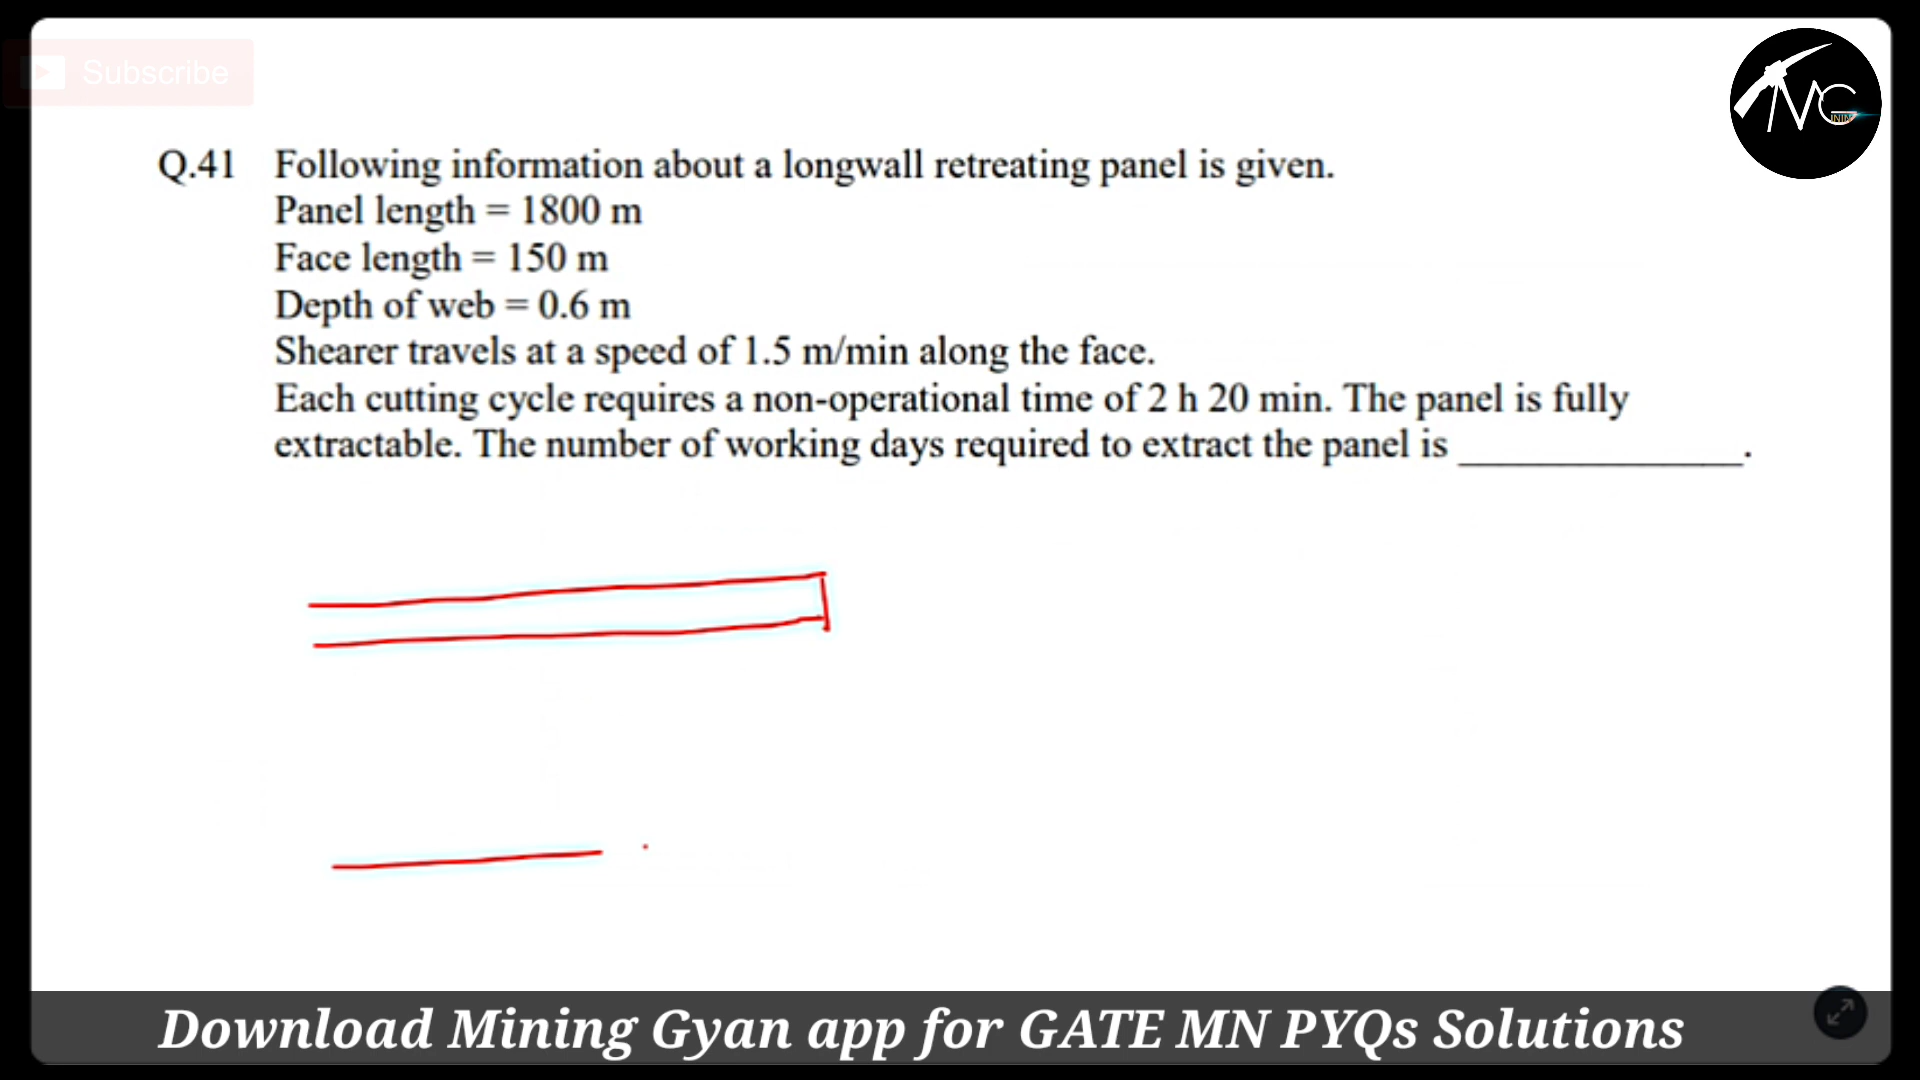 Subscribe
MG
INING
Q.41 Following information about a longwall retreating panel is given.
Panel length = 1800 m
Face length = 150 m
Depth of web = 0.6 m
Shearer travels at a speed of 1.5 m/min along the face.
Each cutting cycle requires a non-operational time of 2 h 20 min. The panel is fully
extractable. The number of working days required to extract the panel is ______________.
Download Mining Gyan app for GATE MN PYQs Solutions